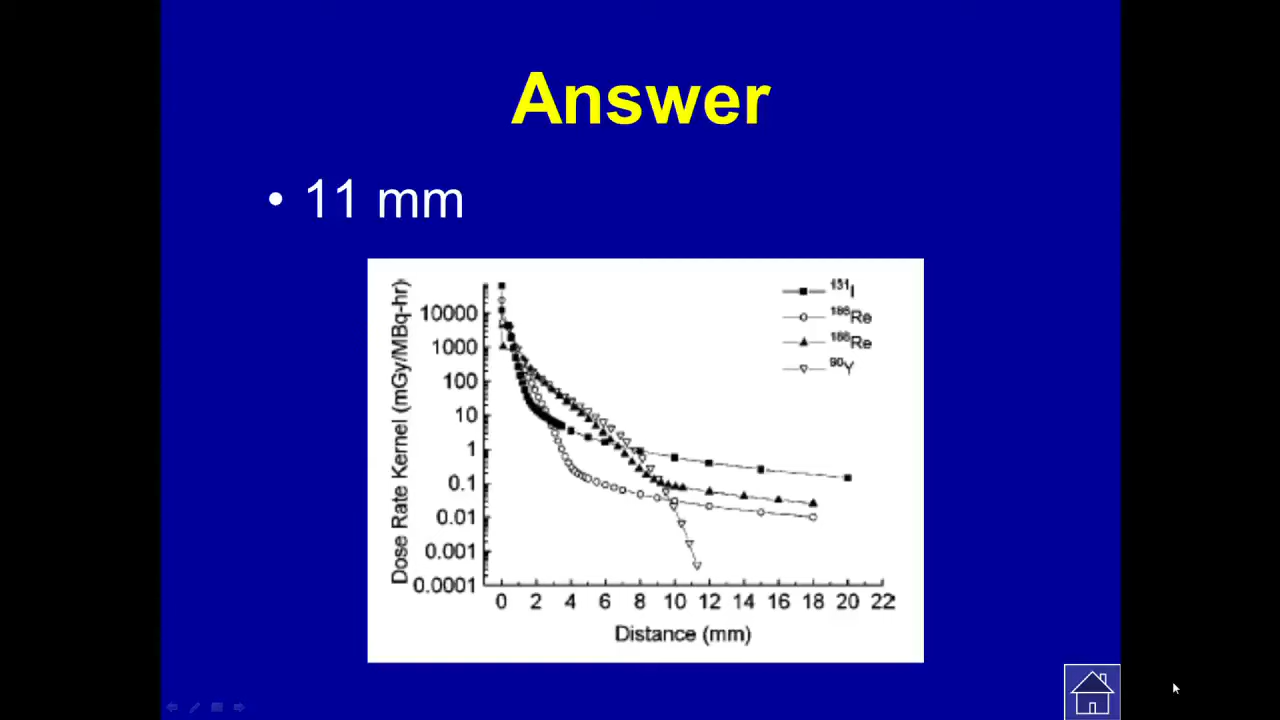 Answer
• 11 mm
Dose Rate Kernel (mGy/MBq-hr)
10000
1000
100
10
1
0.1
0.01
0.001
0.0001
0 2 4 6 8 10 12 14 16 18 20 22
Distance (mm)
131I
186Re
188Re
90Y